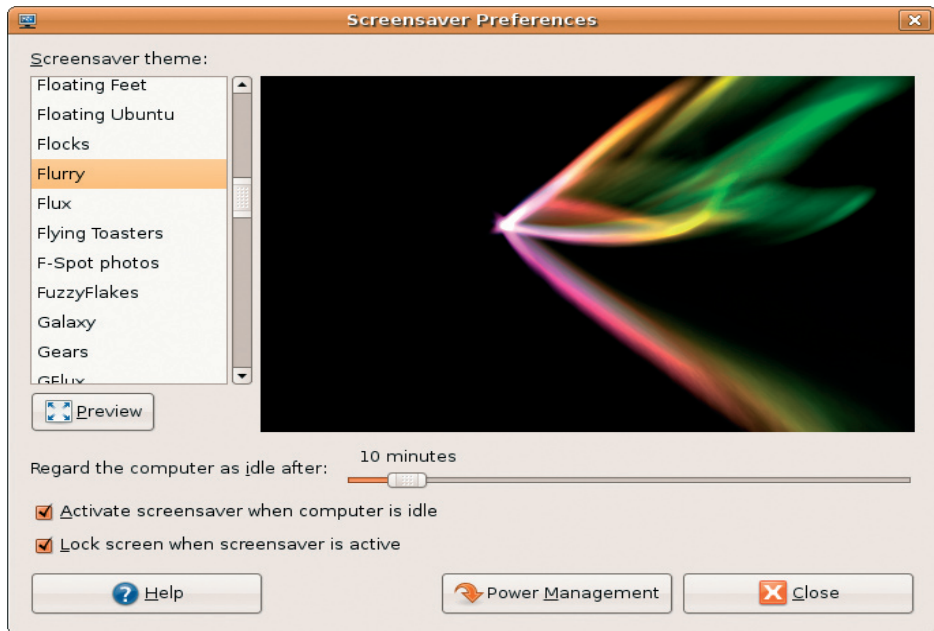 Screensaver Preferences
Screensaver theme:
Floating Feet
Floating Ubuntu
Flocks
Flurry
Flux
Flying Toasters
F-Spot photos
FuzzyFlakes
Galaxy
Gears
GFlux
Preview
Regard the computer as idle after:
10 minutes
Activate screensaver when computer is idle
Lock screen when screensaver is active
Help
Power Management
Close